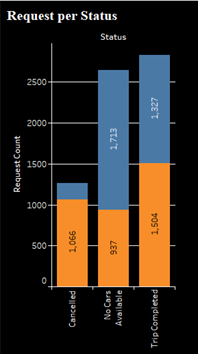 Request per Status
Status
Request Count
2500
2000
1500
1000
500
0
1,066
1,713
937
1,327
1,504
Cancelled
No Cars
Available
Trip Completed